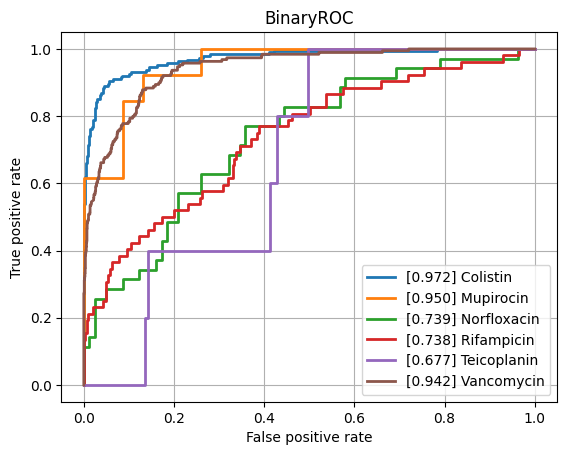 BinaryROC
True positive rate
1.0
0.8
0.6
0.4
0.2
0.0
[0.972] Colistin
[0.950] Mupirocin
[0.739] Norfloxacin
[0.738] Rifampicin
[0.677] Teicoplanin
[0.942] Vancomycin
0.0 0.2 0.4 0.6 0.8 1.0
False positive rate